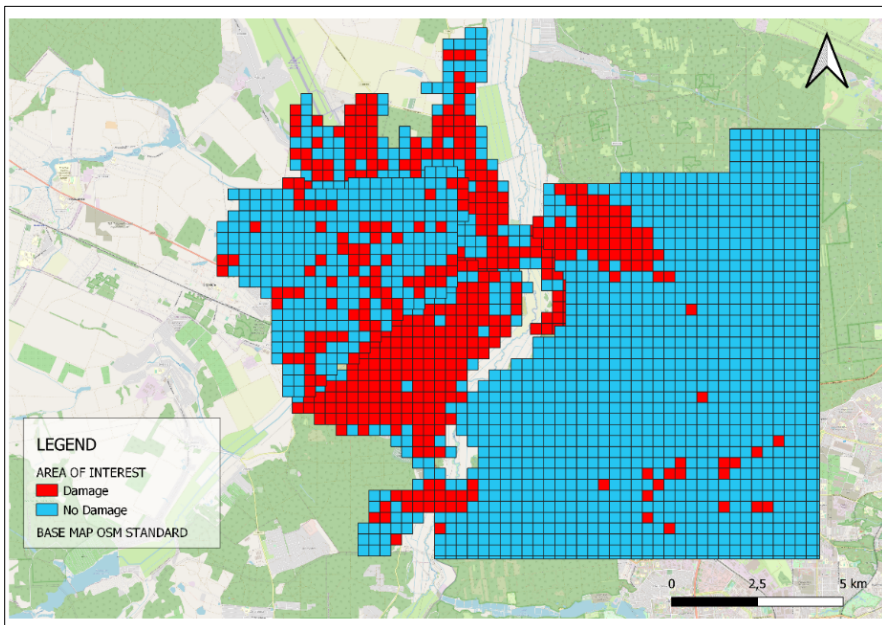 LEGEND
AREA OF INTEREST
Damage
No Damage
BASE MAP OSM STANDARD
0 2,5 5 km